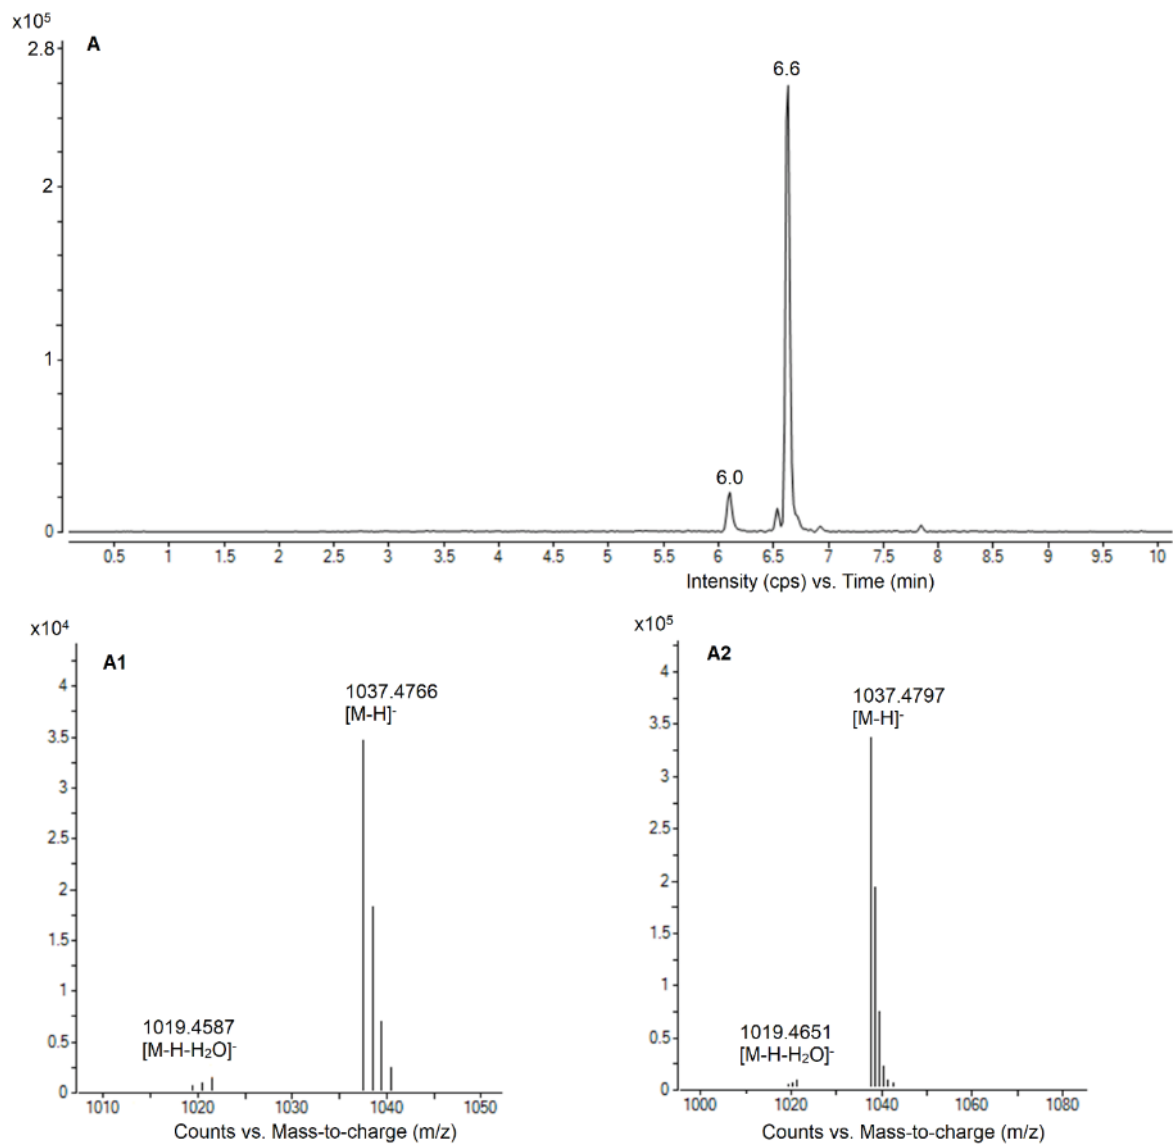 x10⁵
A
2.8
6.6
2
1
6.0
0
0.5 1 1.5 2 2.5 3 3.5 4 4.5 5 5.5 6 6.5 7 7.5 8 8.5 9 9.5 10
Intensity (cps) vs. Time (min)
x10⁴
A1
1037.4766
[M-H]⁻
4
3.5
3
2.5
2
1.5
1
0.5
0
1019.4587
[M-H-H₂O]⁻
1010 1020 1030 1040 1050
Counts vs. Mass-to-charge (m/z)
x10⁵
A2
1037.4797
[M-H]⁻
4
3.5
3
2.5
2
1.5
1
0.5
0
1019.4651
[M-H-H₂O]⁻
1000 1020 1040 1060 1080
Counts vs. Mass-to-charge (m/z)